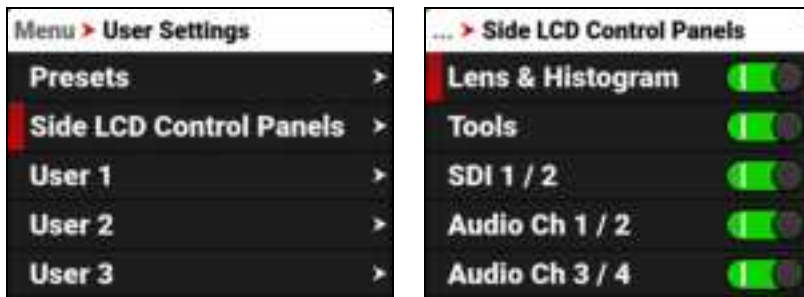 Menu > User Settings
Presets >
Side LCD Control Panels >
User 1 >
User 2 >
User 3 >
... > Side LCD Control Panels
Lens & Histogram
Tools
SDI 1 / 2
Audio Ch 1 / 2
Audio Ch 3 / 4